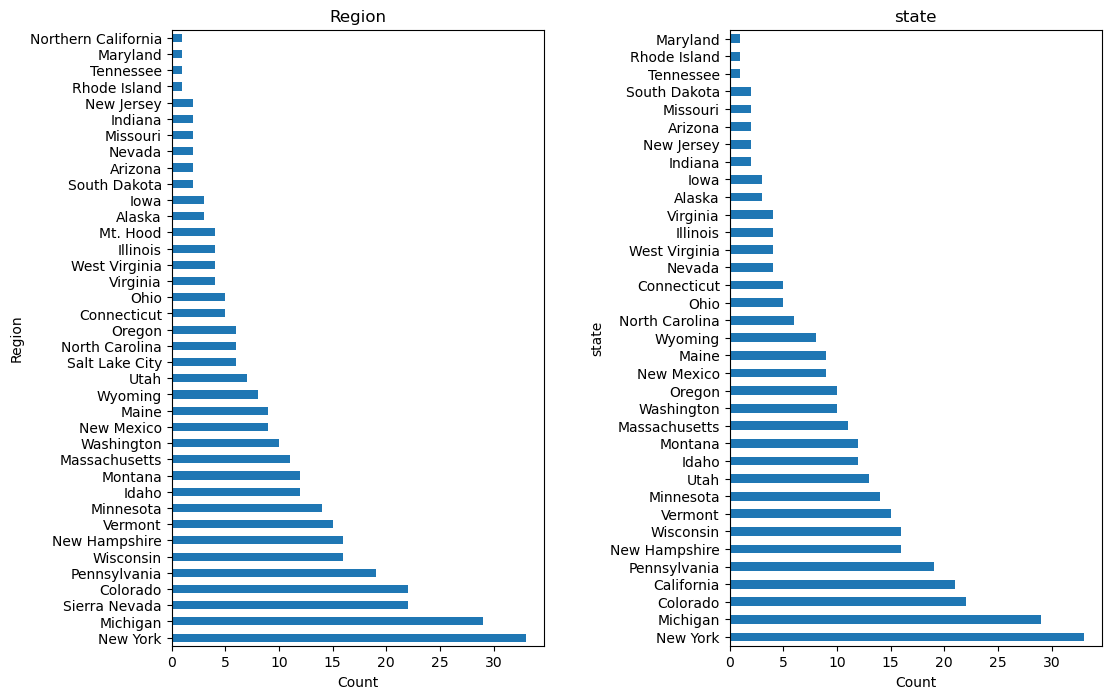 Region
Northern California
Maryland
Tennessee
Rhode Island
New Jersey
Indiana
Missouri
Nevada
Arizona
South Dakota
Iowa
Alaska
Mt. Hood
Illinois
West Virginia
Virginia
Ohio
Connecticut
Oregon
North Carolina
Salt Lake City
Utah
Wyoming
Maine
New Mexico
Washington
Massachusetts
Montana
Idaho
Minnesota
Vermont
New Hampshire
Wisconsin
Pennsylvania
Colorado
Sierra Nevada
Michigan
New York
Region
0 5 10 15 20 25 30
Count
state
Maryland
Rhode Island
Tennessee
South Dakota
Missouri
Arizona
New Jersey
Indiana
Iowa
Alaska
Virginia
Illinois
West Virginia
Nevada
Connecticut
Ohio
North Carolina
Wyoming
Maine
New Mexico
Oregon
Washington
Massachusetts
Montana
Idaho
Utah
Minnesota
Vermont
Wisconsin
New Hampshire
Pennsylvania
California
Colorado
Michigan
New York
state
0 5 10 15 20 25 30
Count